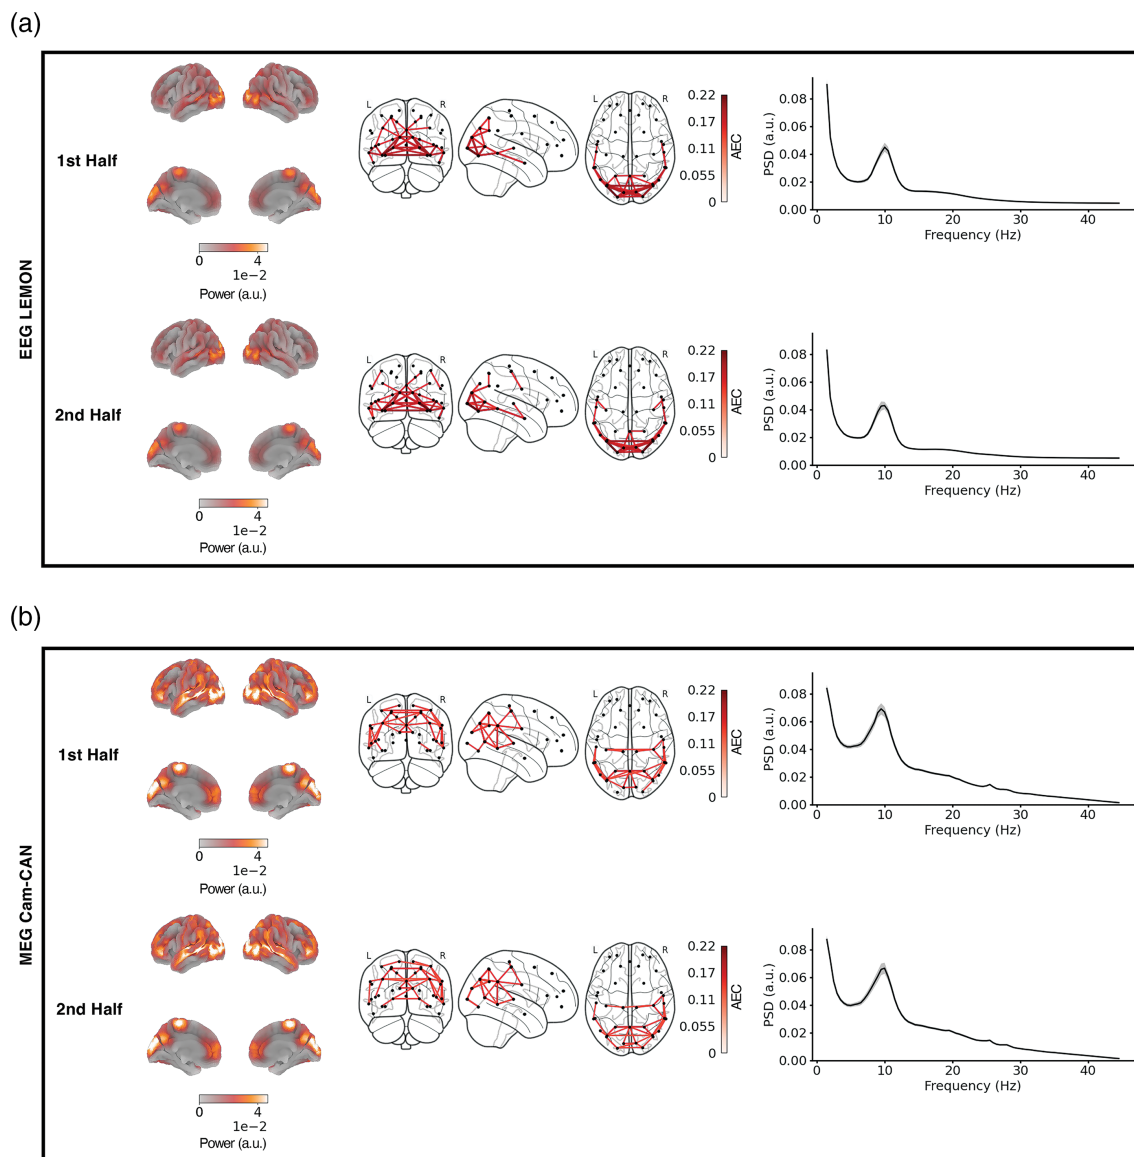 (a)
EEG LEMON
1st Half
0 4
1e−2
Power (a.u.)
L R
L R
0.22
0.17
0.11
0.055
0
AEC
PSD (a.u.)
0.08
0.06
0.04
0.02
0.00
0 10 20 30 40
Frequency (Hz)
2nd Half
0 4
1e−2
Power (a.u.)
L R
L R
0.22
0.17
0.11
0.055
0
AEC
PSD (a.u.)
0.08
0.06
0.04
0.02
0.00
0 10 20 30 40
Frequency (Hz)
(b)
MEG Cam-CAN
1st Half
0 4
1e−2
Power (a.u.)
L R
L R
0.22
0.17
0.11
0.055
0
AEC
PSD (a.u.)
0.08
0.06
0.04
0.02
0.00
0 10 20 30 40
Frequency (Hz)
2nd Half
0 4
1e−2
Power (a.u.)
L R
L R
0.22
0.17
0.11
0.055
0
AEC
PSD (a.u.)
0.08
0.06
0.04
0.02
0.00
0 10 20 30 40
Frequency (Hz)